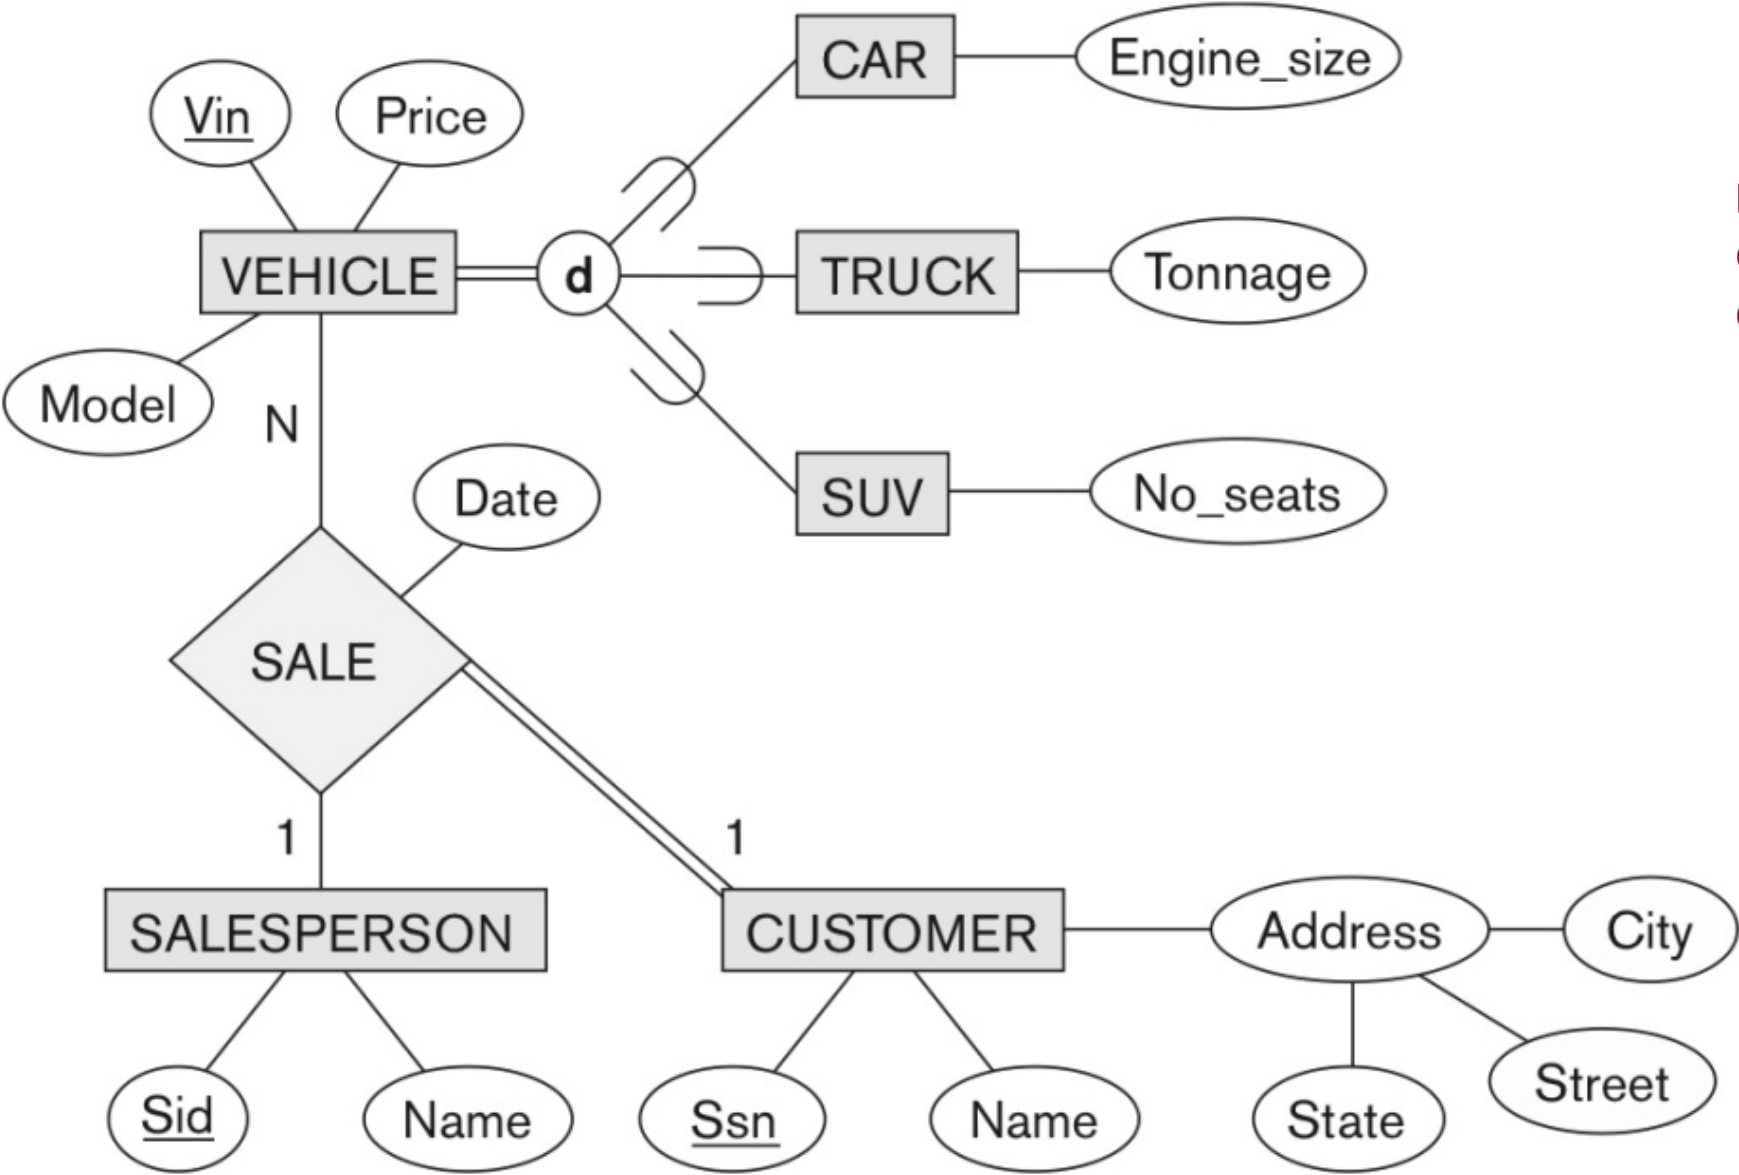 CAR
Engine_size
Vin
Price
VEHICLE
d
TRUCK
Tonnage
Model
N
Date
SUV
No_seats
SALE
1
1
SALESPERSON
CUSTOMER
Address
City
Sid
Name
Ssn
Name
State
Street